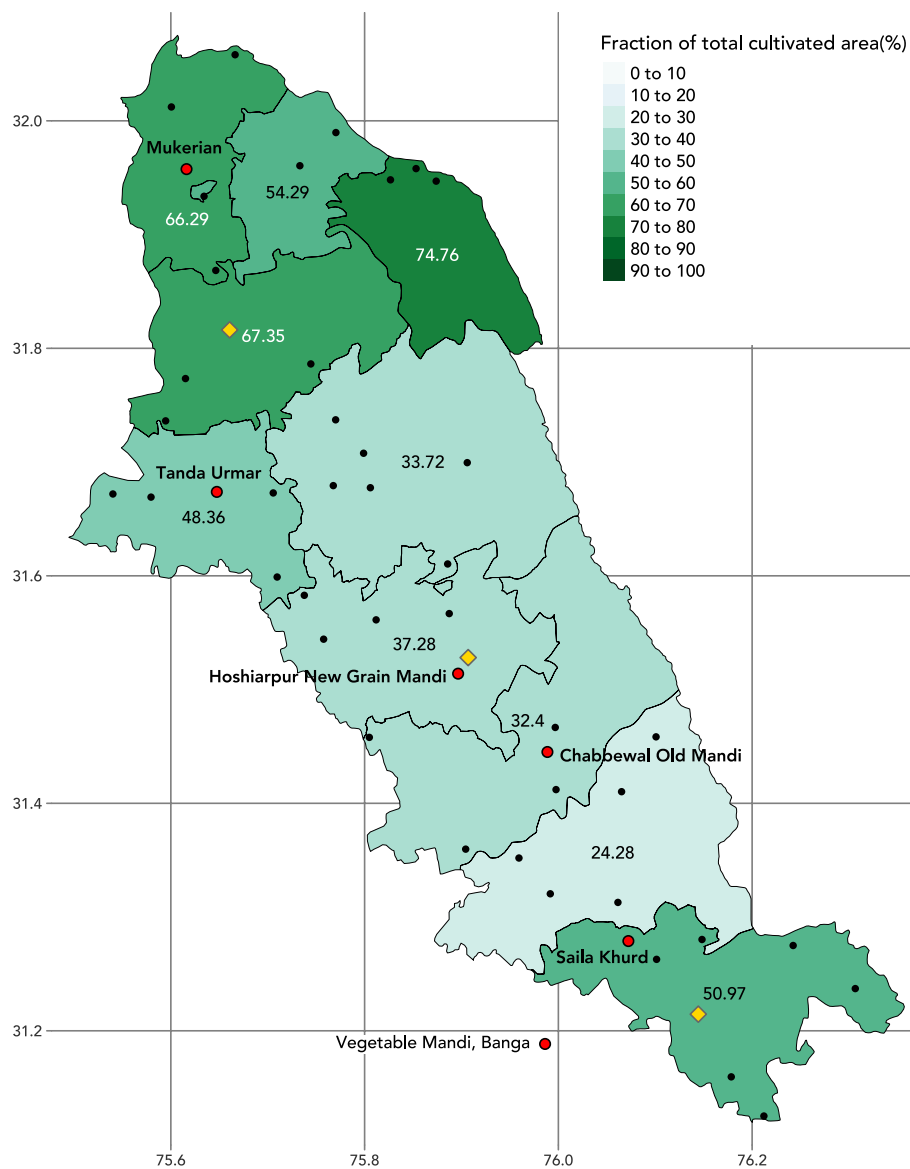 Fraction of total cultivated area(%)
0 to 10
10 to 20
20 to 30
30 to 40
40 to 50
50 to 60
60 to 70
70 to 80
80 to 90
90 to 100
32.0
Mukerian
54.29
66.29
74.76
67.35
31.8
33.72
Tanda Urmar
48.36
31.6
37.28
Hoshiarpur New Grain Mandi
32.4
Chabbewal Old Mandi
31.4
24.28
Saila Khurd
50.97
31.2
Vegetable Mandi, Banga
75.6
75.8
76.0
76.2